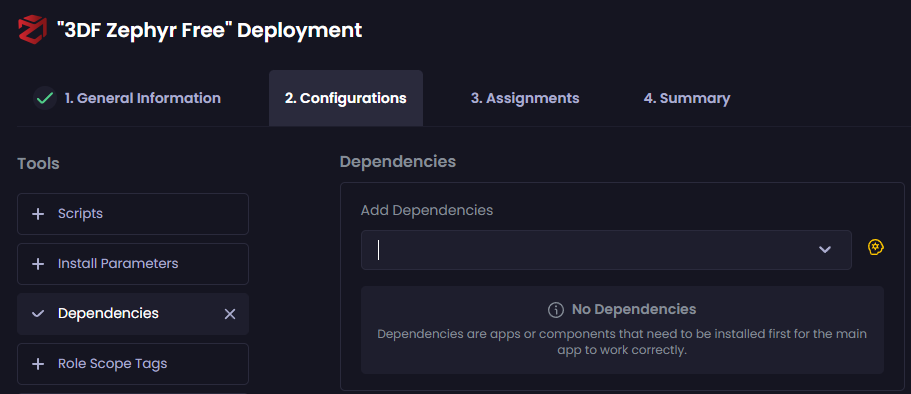 "3DF Zephyr Free" Deployment
1. General Information
2. Configurations
3. Assignments
4. Summary
Tools
Scripts
Install Parameters
Dependencies
Role Scope Tags
Dependencies
Add Dependencies
No Dependencies
Dependencies are apps or components that need to be installed first for the main
app to work correctly.